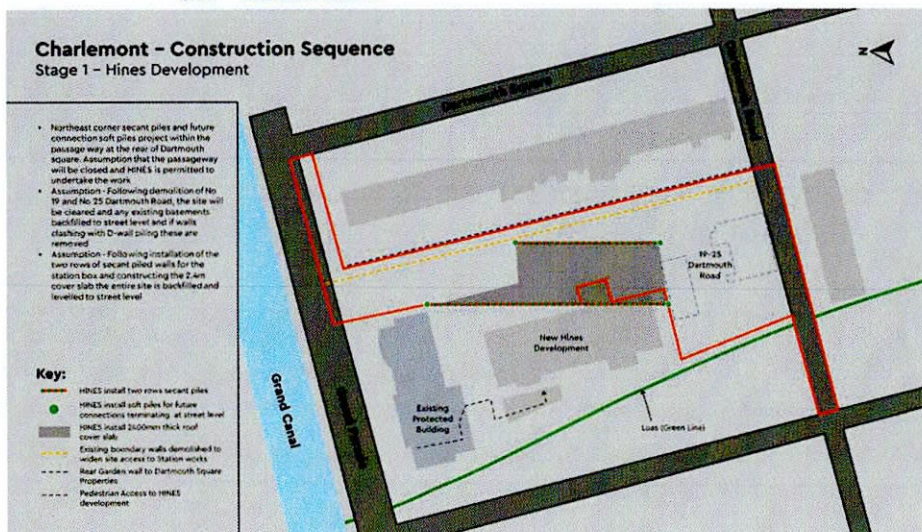 Charlemont - Construction Sequence
Stage 1 - Hines Development
N
• Northeast corner secant piles and future
connection soft piles project within the
passage way at the rear of Dartmouth
square. Assumption that the passageway
will be closed and HINES is permitted to
undertake the work
• Assumption - Following demolition of No
19 and No 25 Dartmouth Road, the site will
be cleared and any existing basements
backfilled to street level and if walls
clashing with D-wall piling these are
removed
• Assumption - Following installation of the
two rows of secant piled walls for the
station box and constructing the 2.4m
cover slab the entire site is backfilled and
levelled to street level
Key:
HINES install two rows secant piles
HINES install soft piles for future
connections terminating at street level
HINES install 2400mm thick roof
cover slab
Existing boundary walls demolished to
widen site access to Station works
Rear Garden wall to Dartmouth Square
Properties
Pedestrian Access to HINES
development
Dartmouth Square
Dartmouth Road
19-25
Dartmouth
Road
New Hines
Development
Existing
Protected
Building
Luas (Green Line)
Grand Canal
Grand Parade